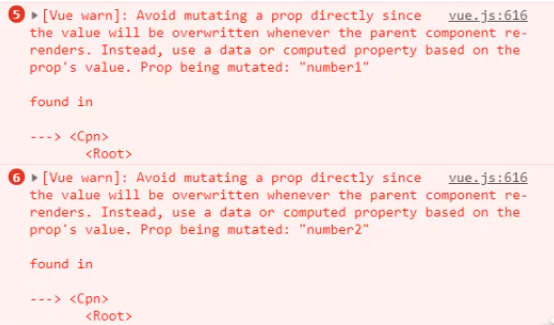 5 ▶[Vue warn]: Avoid mutating a prop directly since vue.js:616
the value will be overwritten whenever the parent component re-
renders. Instead, use a data or computed property based on the
prop's value. Prop being mutated: "number1"
found in
---> <Cpn>
<Root>
6 ▶[Vue warn]: Avoid mutating a prop directly since vue.js:616
the value will be overwritten whenever the parent component re-
renders. Instead, use a data or computed property based on the
prop's value. Prop being mutated: "number2"
found in
---> <Cpn>
<Root>